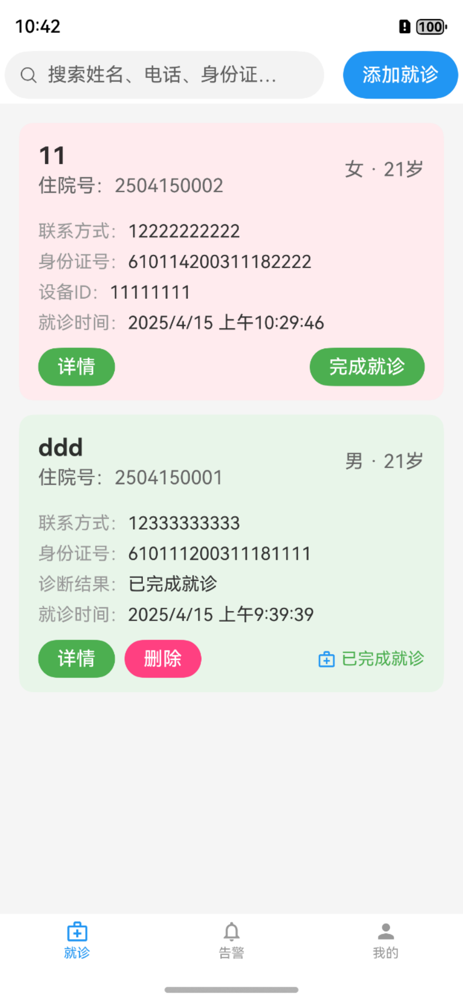 10:42
100
搜索姓名、电话、身份证...
添加就诊
11
女 · 21岁
住院号： 2504150002
联系方式： 12222222222
身份证号： 610114200311182222
设备ID： 11111111
就诊时间： 2025/4/15 上午10:29:46
详情
完成就诊
ddd
男 · 21岁
住院号： 2504150001
联系方式： 12333333333
身份证号： 610111200311181111
诊断结果： 已完成就诊
就诊时间： 2025/4/15 上午9:39:39
详情
删除
已完成就诊
就诊
告警
我的